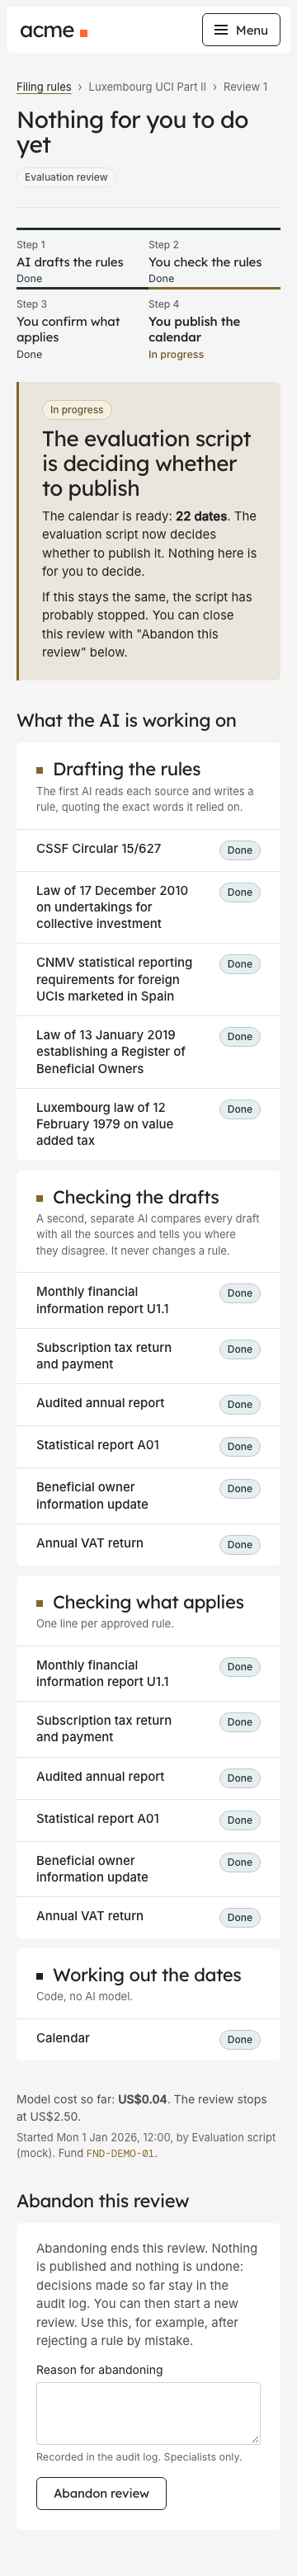 acme
Menu
Filing rules › Luxembourg UCI Part II › Review 1
Nothing for you to do
yet
Evaluation review
Step 1
AI drafts the rules
Done
Step 2
You check the rules
Done
Step 3
You confirm what
applies
Done
Step 4
You publish the
calendar
In progress
In progress
The evaluation script
is deciding whether
to publish
The calendar is ready: 22 dates. The
evaluation script now decides
whether to publish it. Nothing here is
for you to decide.
If this stays the same, the script has
probably stopped. You can close
this review with "Abandon this
review" below.
What the AI is working on
Drafting the rules
The first AI reads each source and writes a
rule, quoting the exact words it relied on.
CSSF Circular 15/627
Done
Law of 17 December 2010
on undertakings for
collective investment
Done
CNMV statistical reporting
requirements for foreign
UCIs marketed in Spain
Done
Law of 13 January 2019
establishing a Register of
Beneficial Owners
Done
Luxembourg law of 12
February 1979 on value
added tax
Done
Checking the drafts
A second, separate AI compares every draft
with all the sources and tells you where
they disagree. It never changes a rule.
Monthly financial
information report U1.1
Done
Subscription tax return
and payment
Done
Audited annual report
Done
Statistical report A01
Done
Beneficial owner
information update
Done
Annual VAT return
Done
Checking what applies
One line per approved rule.
Monthly financial
information report U1.1
Done
Subscription tax return
and payment
Done
Audited annual report
Done
Statistical report A01
Done
Beneficial owner
information update
Done
Annual VAT return
Done
Working out the dates
Code, no AI model.
Calendar
Done
Model cost so far: US$0.04. The review stops
at US$2.50.
Started Mon 1 Jan 2026, 12:00, by Evaluation script
(mock). Fund FND-DEMO-01.
Abandon this review
Abandoning ends this review. Nothing
is published and nothing is undone:
decisions made so far stay in the
audit log. You can then start a new
review. Use this, for example, after
rejecting a rule by mistake.
Reason for abandoning
Recorded in the audit log. Specialists only.
Abandon review